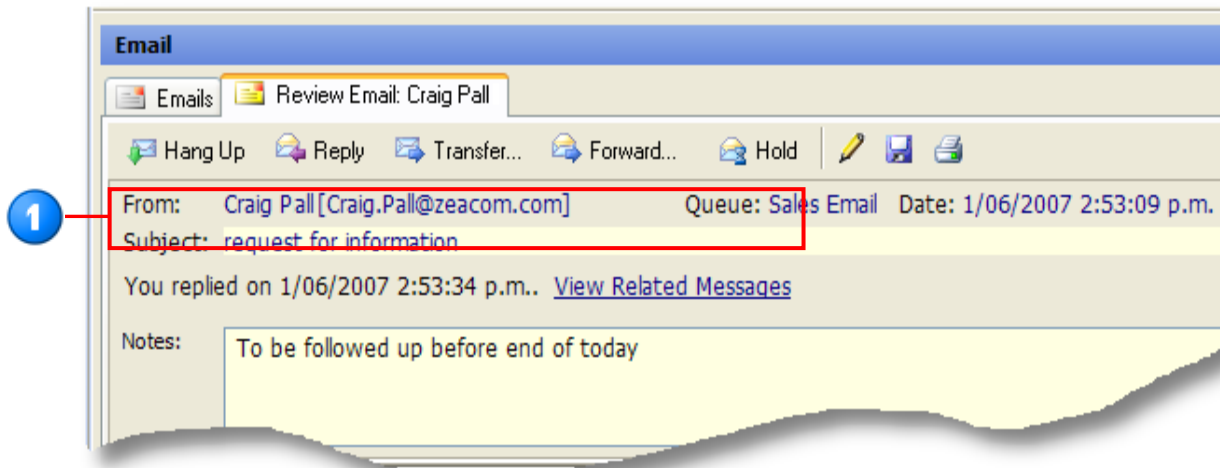 Email
Emails Review Email: Craig Pall
Hang Up Reply Transfer... Forward... Hold
1
From: Craig Pall [Craig.Pall@zeacom.com] Queue: Sales Email Date: 1/06/2007 2:53:09 p.m.
Subject: request for information
You replied on 1/06/2007 2:53:34 p.m.. View Related Messages
Notes: To be followed up before end of today